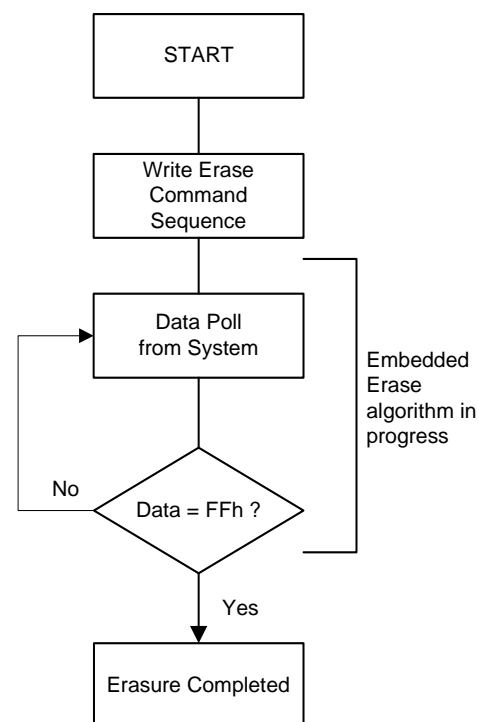 START
Write Erase
Command
Sequence
Data Poll
from System
Embedded
Erase
algorithm in
progress
No
Data = FFh ?
Yes
Erasure Completed